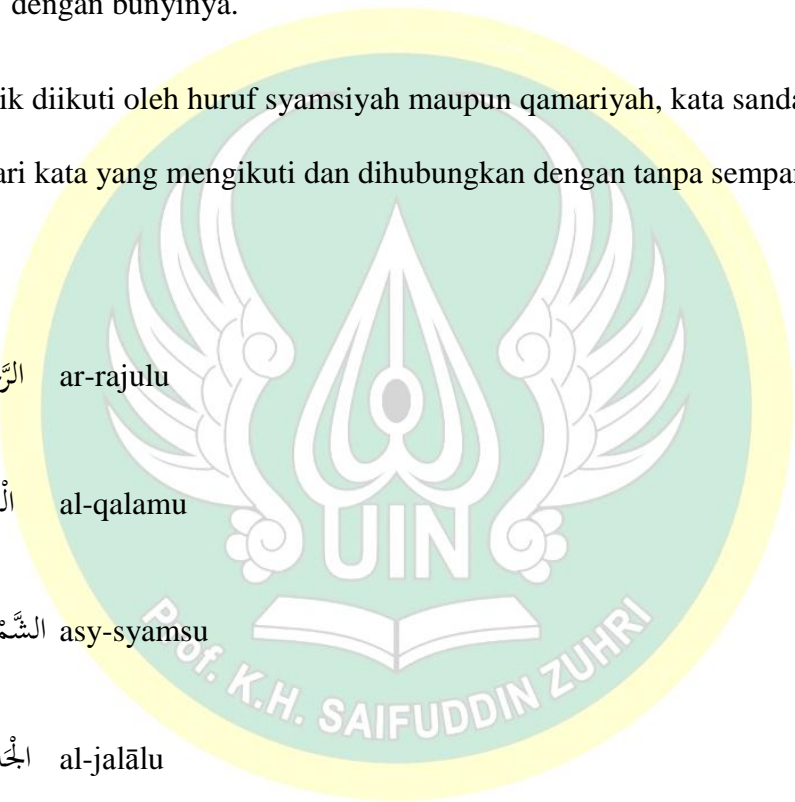 dengan bunyinya.
ik diikuti oleh huruf syamsiyah maupun qamariyah, kata sanda
ari kata yang mengikuti dan dihubungkan dengan tanpa sempa
ar-rajulu
al-qalamu
asy-syamsu
al-jalālu
UIN
Prof. K.H. SAIFUDDIN ZUHRI